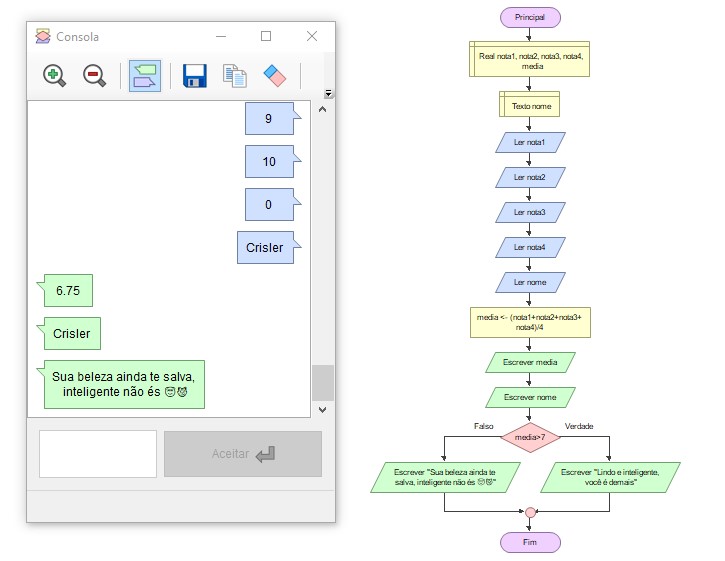 Consola
9
10
0
Crisler
6.75
Crisler
Sua beleza ainda te salva,
inteligente não és 😎😈
Aceitar
Principal
Real nota1, nota2, nota3, nota4,
media
Texto nome
Ler nota1
Ler nota2
Ler nota3
Ler nota4
Ler nome
media <- (nota1+nota2+nota3+
nota4)/4
Escrever media
Escrever nome
Falso
Verdade
media>7
Escrever "Sua beleza ainda te
salva, inteligente não és 😎😈"
Escrever "Lindo e inteligente,
você é demais"
Fim